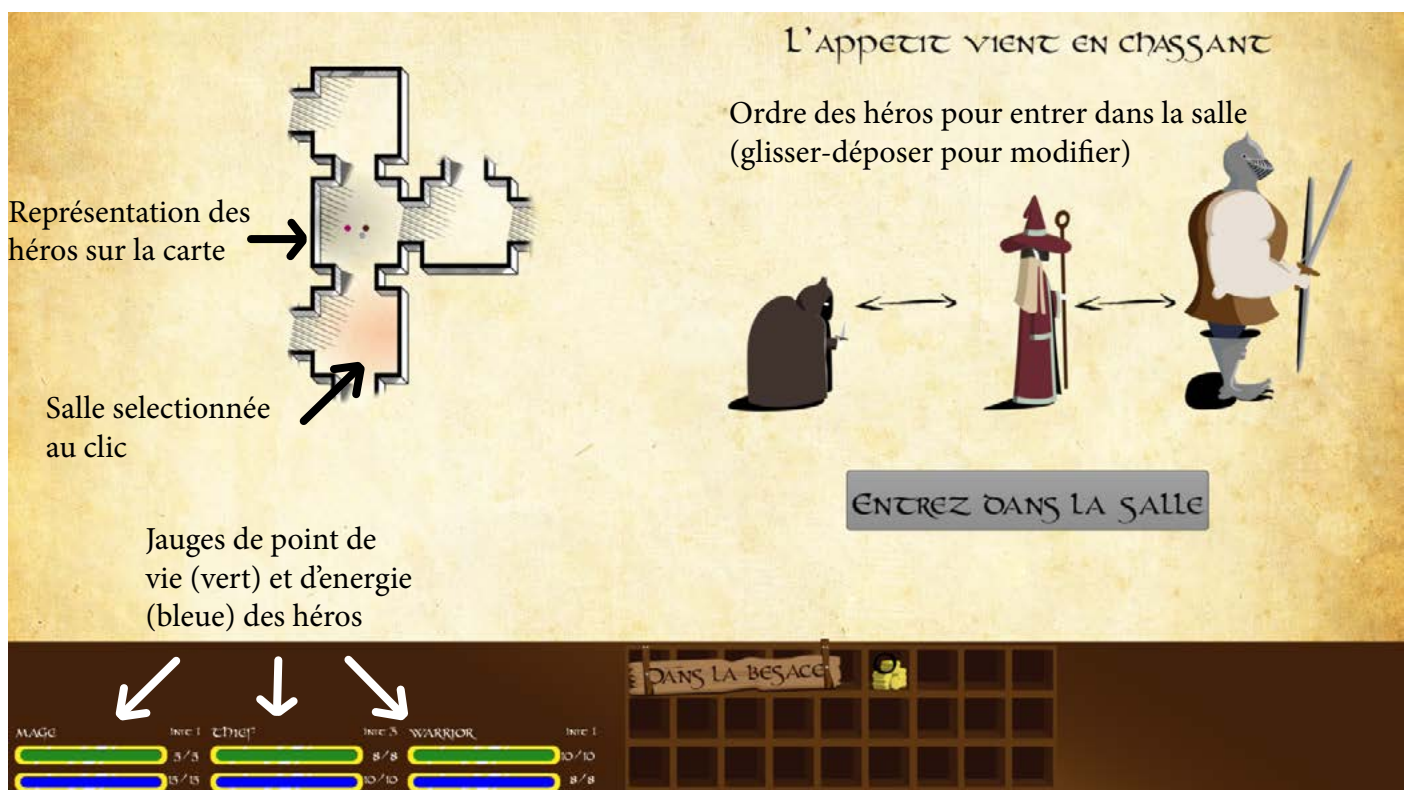 L'appetit vient en chassant
Ordre des héros pour entrer dans la salle
(glisser-déposer pour modifier)
Représentation des
héros sur la carte
Salle selectionnée
au clic
Entrez dans la salle
Jauges de point de
vie (vert) et d'energie
(bleue) des héros
Dans la besace
Mage Init 1 Thief Init 3 Warrior Init 1
5/5 8/8 10/10
15/15 10/10 8/8